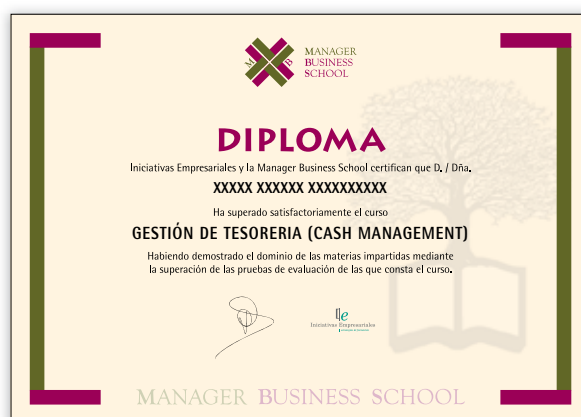 M B
MANAGER
BUSINESS
SCHOOL
DIPLOMA
Iniciativas Empresariales y la Manager Business School certifican que D. / Dña.
XXXXX XXXXXX XXXXXXXXXX
Ha superado satisfactoriamente el curso
GESTIÓN DE TESORERIA (CASH MANAGEMENT)
Habiendo demostrado el dominio de las materias impartidas mediante
la superación de las pruebas de evaluación de las que consta el curso.
Ie
Iniciativas Empresariales
MANAGER BUSINESS SCHOOL